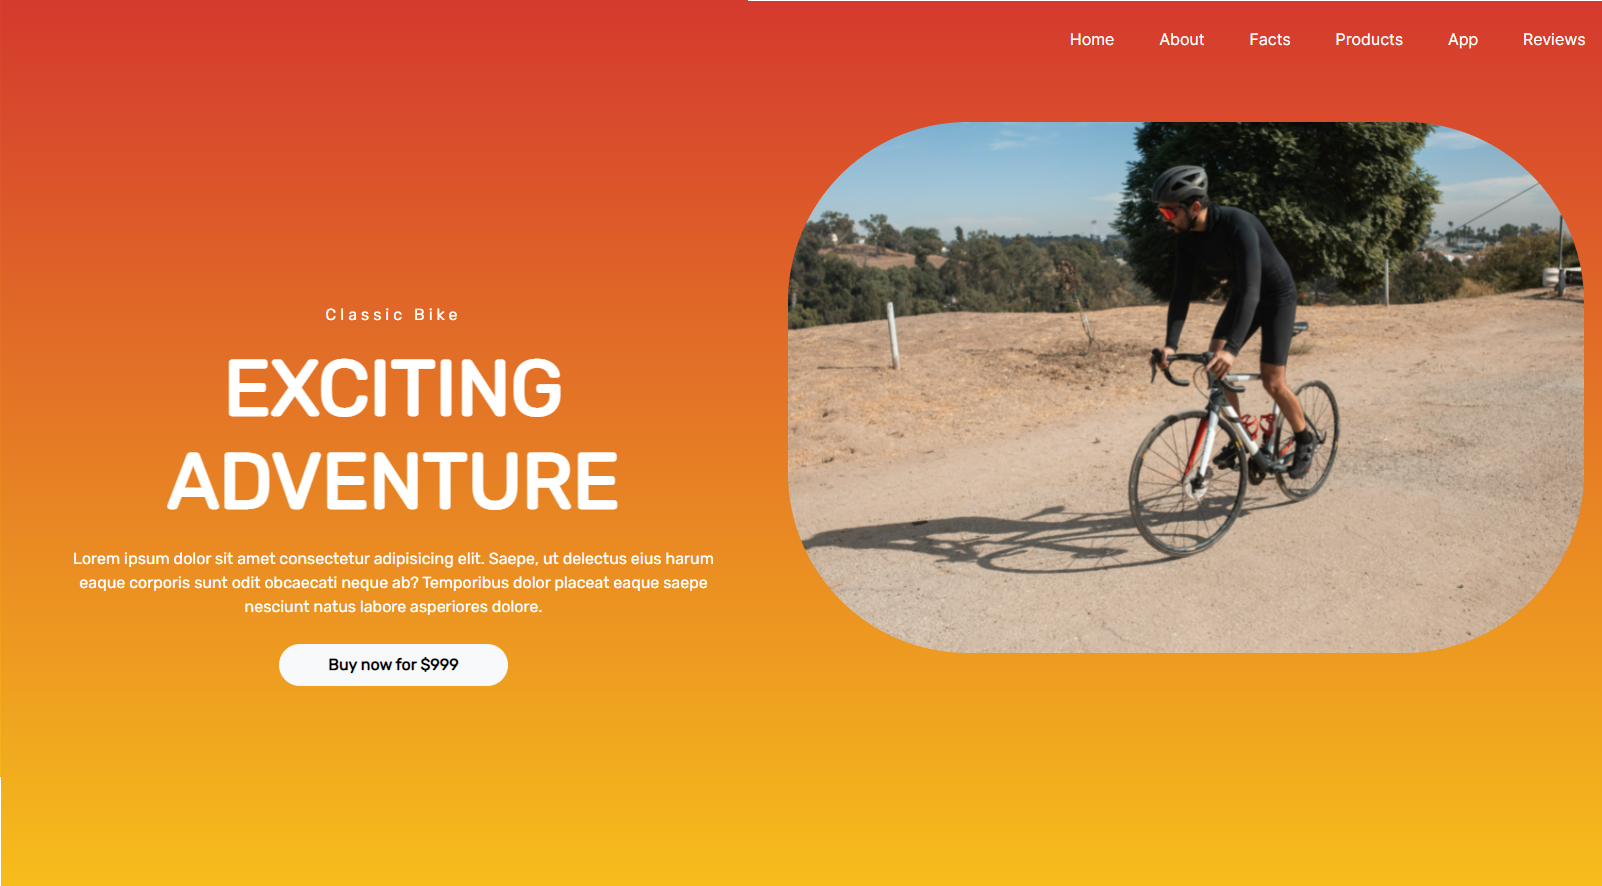 Home About Facts Products App Reviews
Classic Bike
EXCITING
ADVENTURE
Lorem ipsum dolor sit amet consectetur adipisicing elit. Saepe, ut delectus eius harum
eaque corporis sunt odit obcaecati neque ab? Temporibus dolor placeat eaque saepe
nesciunt natus labore asperiores dolore.
Buy now for $999